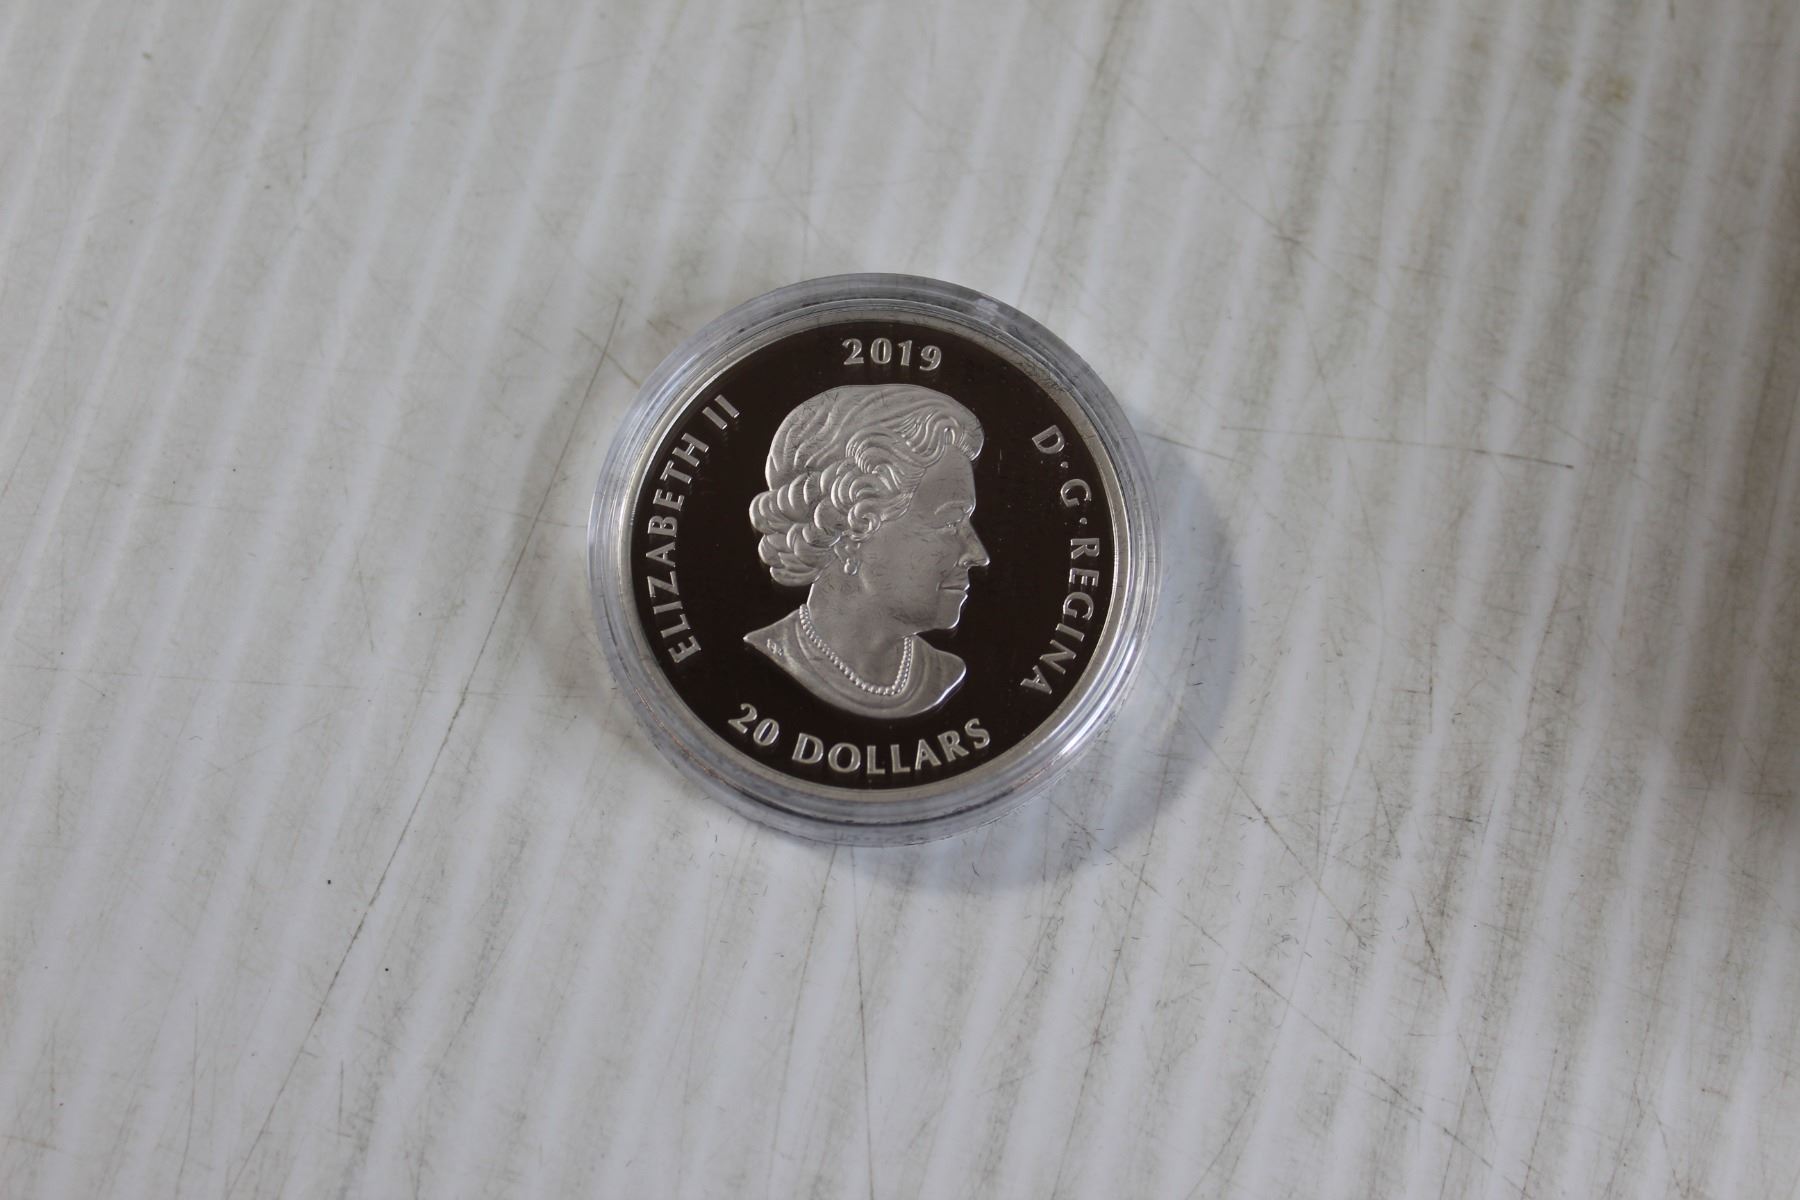 2019
ELIZABETH II
D·G·REGINA
20 DOLLARS